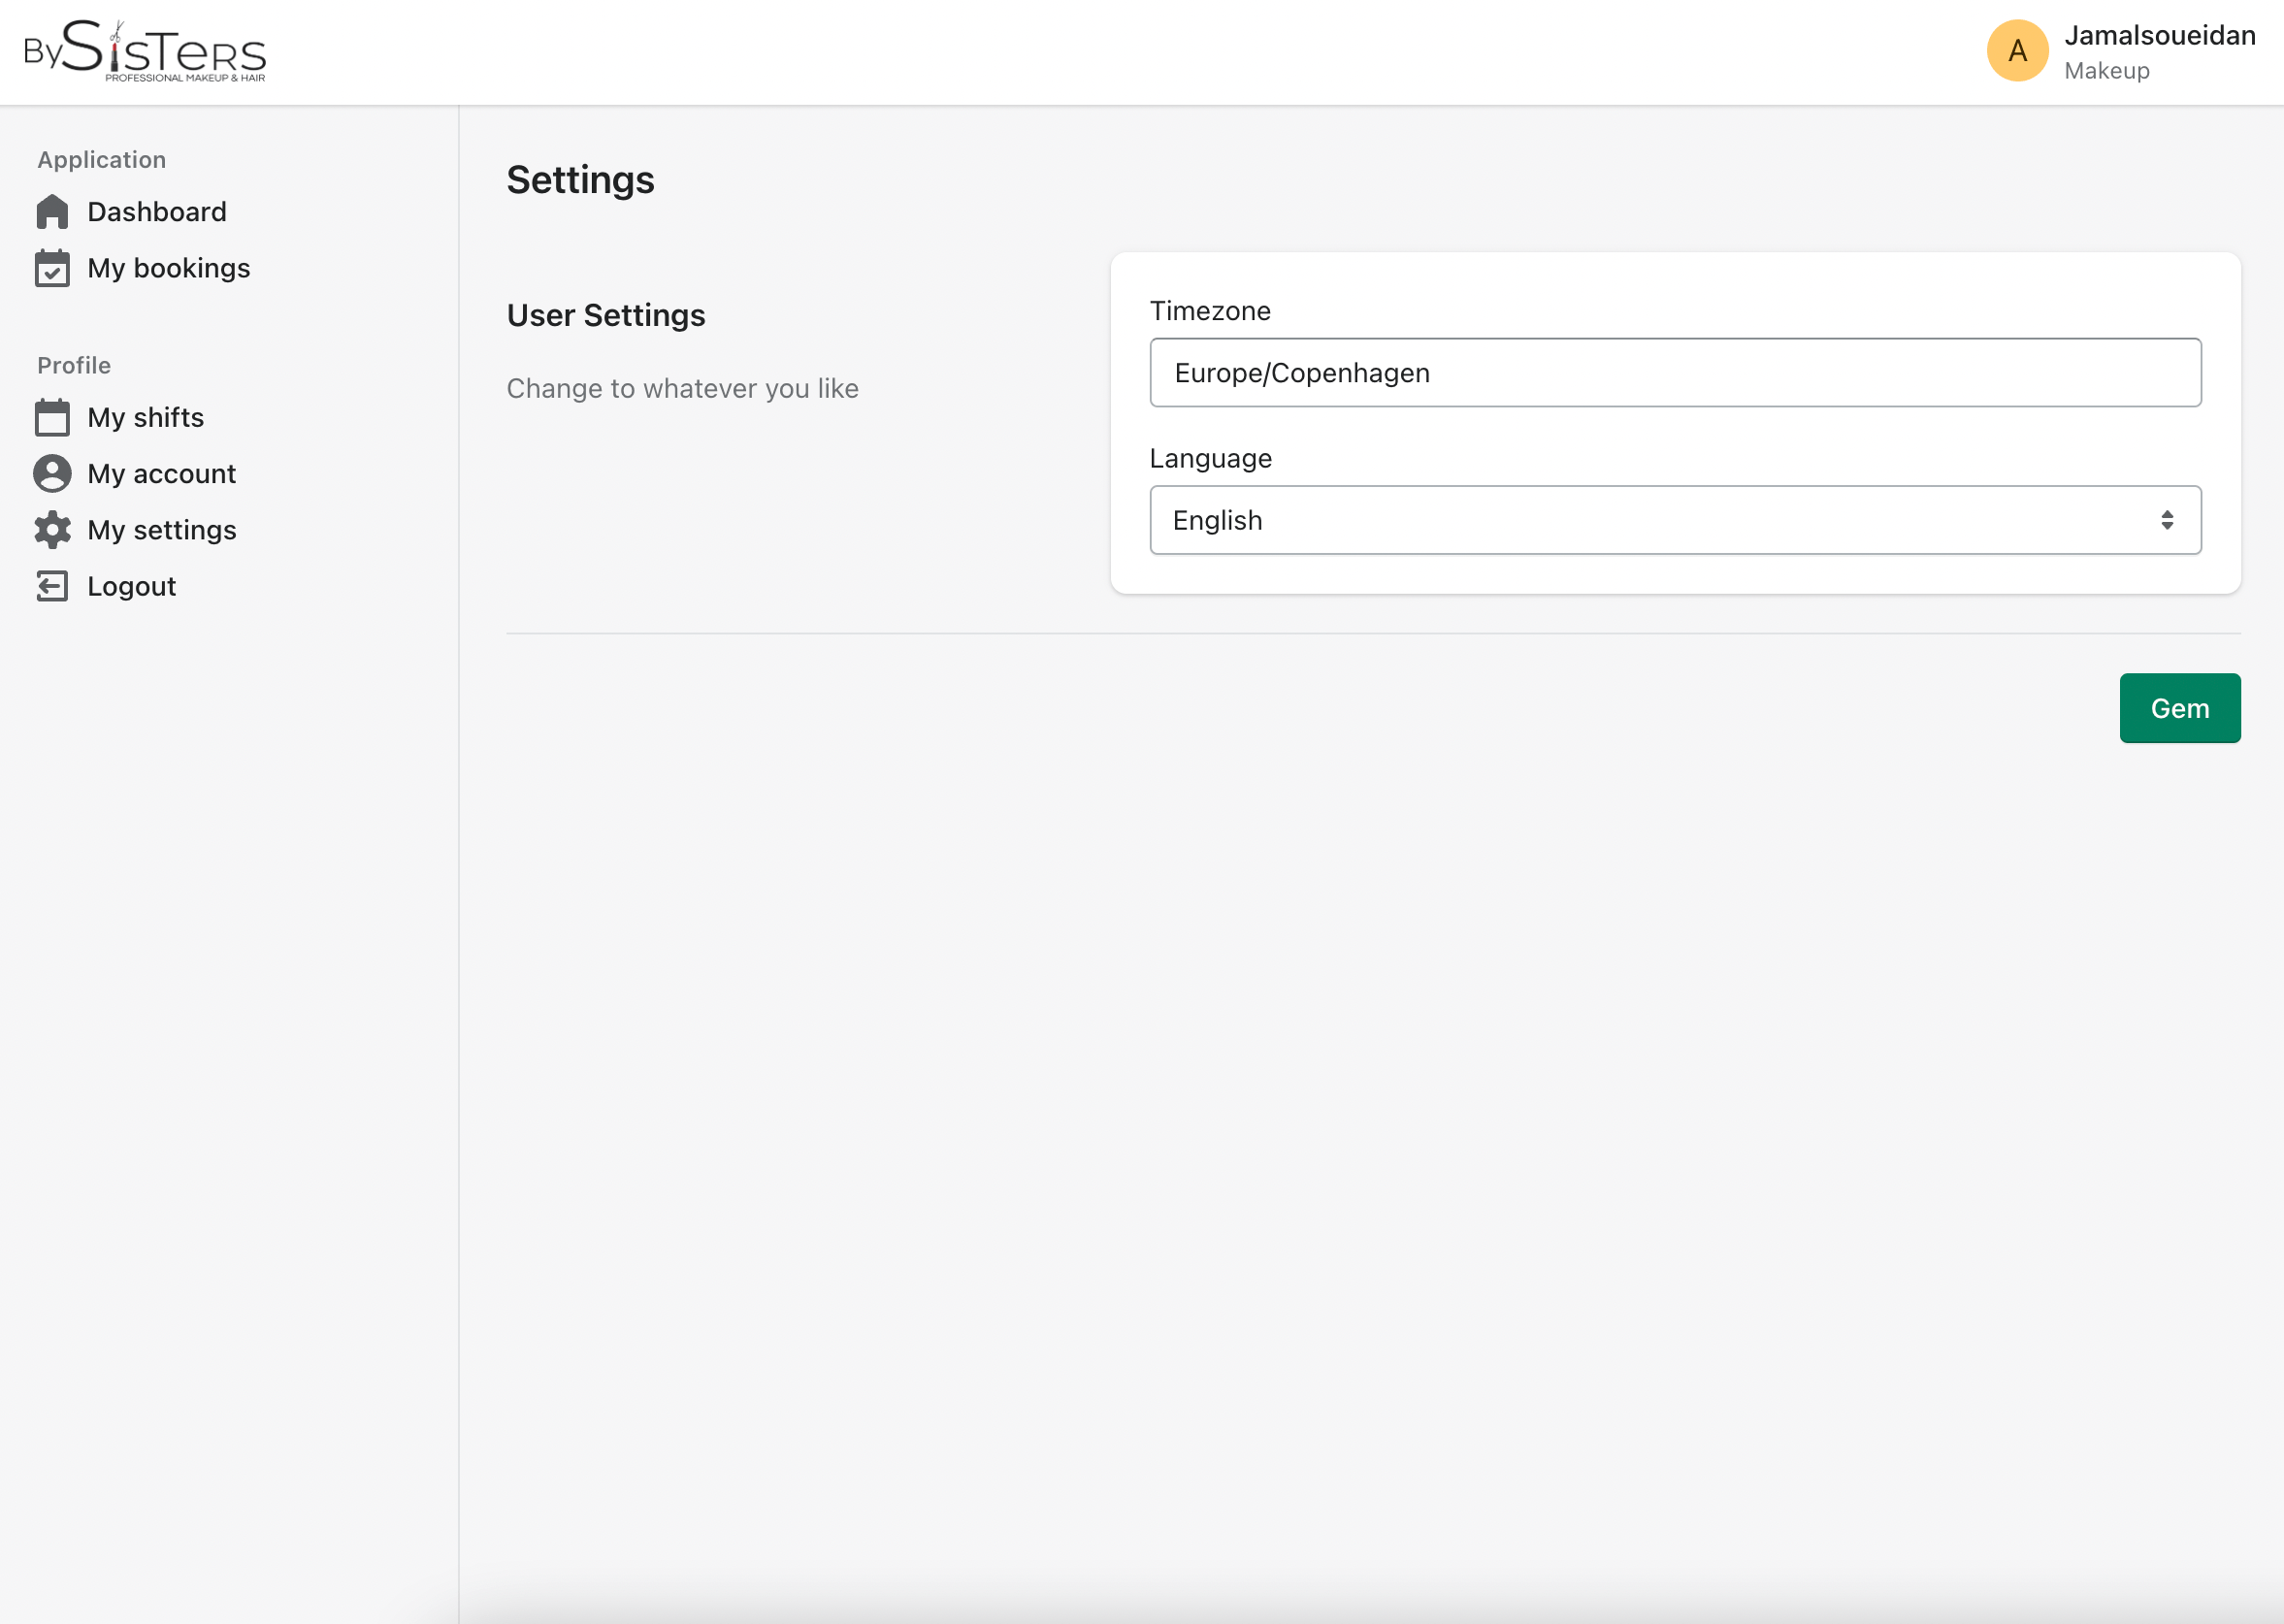 BySisTers
PROFESSIONAL MAKEUP & HAIR
A
Jamalsoueidan
Makeup
Application
Dashboard
My bookings
Profile
My shifts
My account
My settings
Logout
Settings
User Settings
Change to whatever you like
Timezone
Europe/Copenhagen
Language
English
Gem